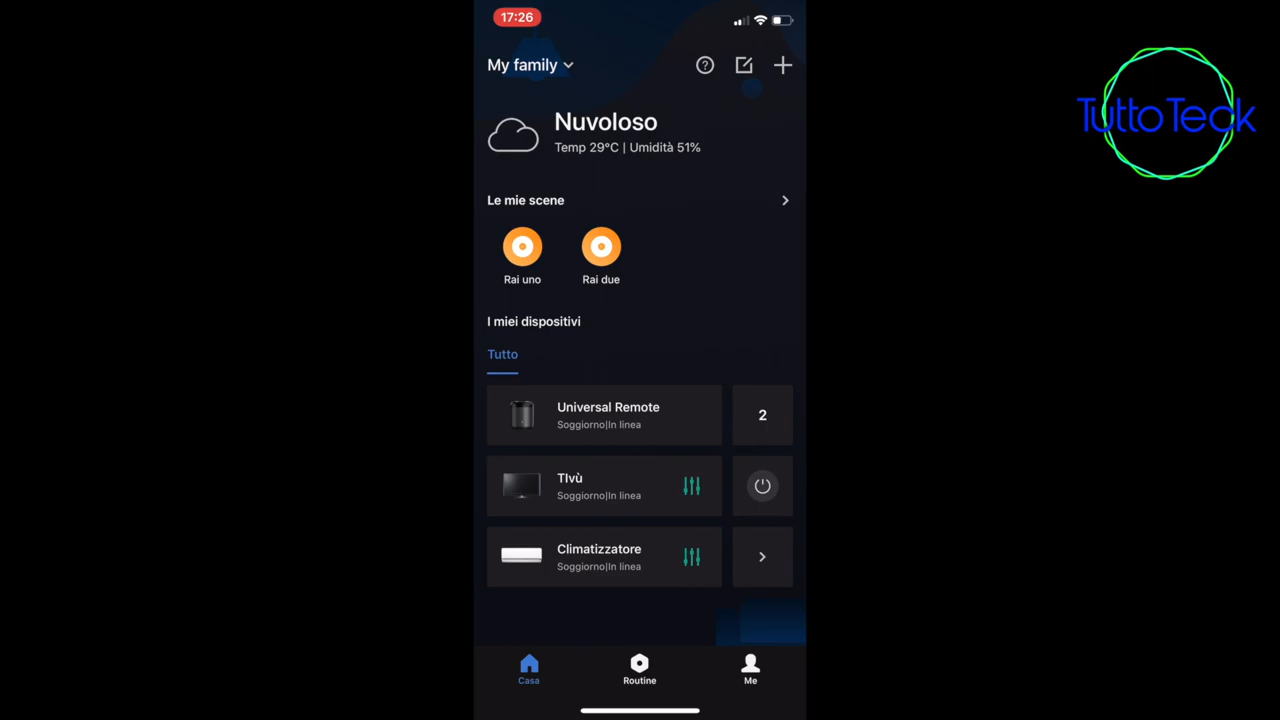 17:26
My family
TuttoTeck
Nuvoloso
Temp 29°C | Umidità 51%
Le mie scene
Rai uno
Rai due
I miei dispositivi
Tutto
Universal Remote
Soggiorno|In linea
2
TIvù
Soggiorno|In linea
Climatizzatore
Soggiorno|In linea
Casa
Routine
Me